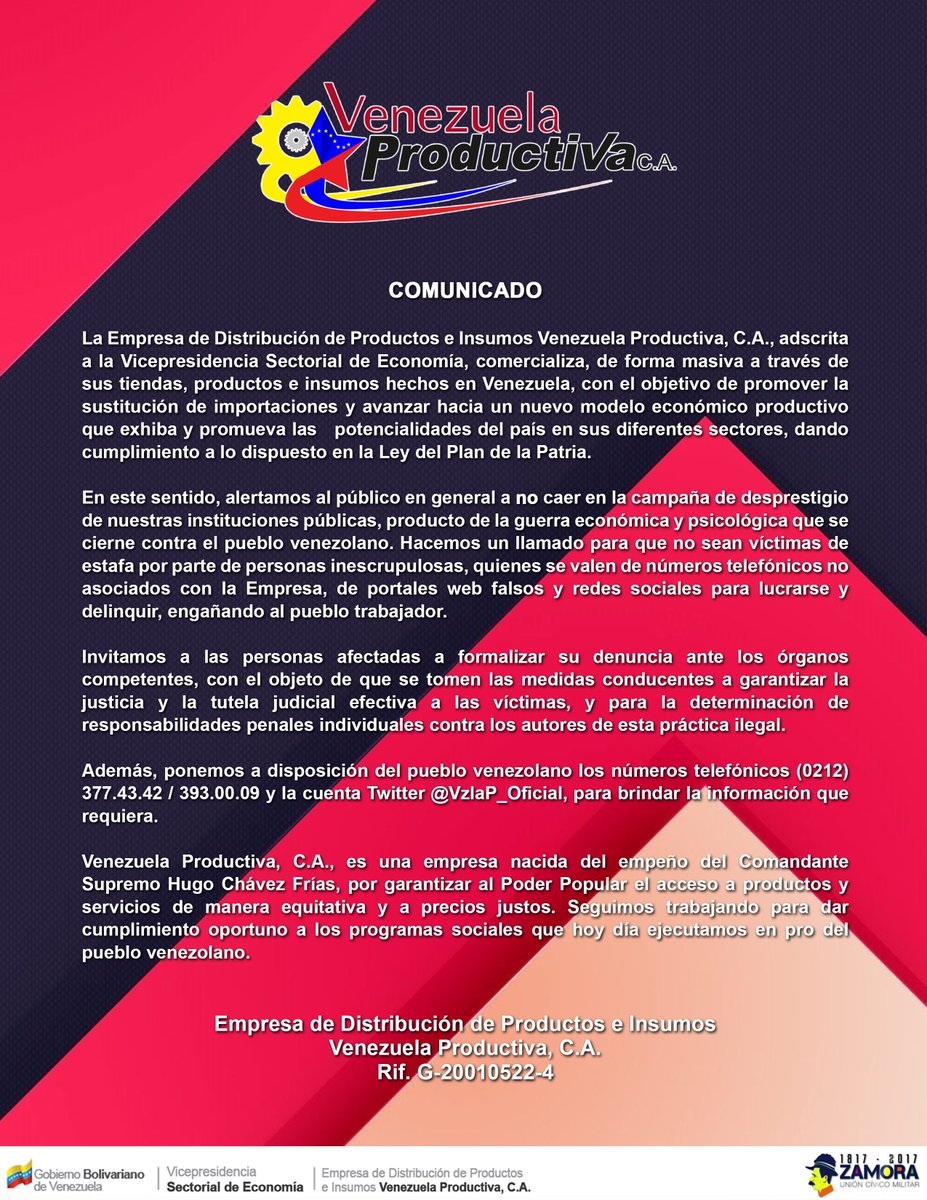 Venezuela
Productiva C.A.
COMUNICADO
La Empresa de Distribución de Productos e Insumos Venezuela Productiva, C.A., adscrita
a la Vicepresidencia Sectorial de Economía, comercializa, de forma masiva a través de
sus tiendas, productos e insumos hechos en Venezuela, con el objetivo de promover la
sustitución de importaciones y avanzar hacia un nuevo modelo económico productivo
que exhiba y promueva las potencialidades del país en sus diferentes sectores, dando
cumplimiento a lo dispuesto en la Ley del Plan de la Patria.
En este sentido, alertamos al público en general a no caer en la campaña de desprestigio
de nuestras instituciones públicas, producto de la guerra económica y psicológica que se
cierne contra el pueblo venezolano. Hacemos un llamado para que no sean víctimas de
estafa por parte de personas inescrupulosas, quienes se valen de números telefónicos no
asociados con la Empresa, de portales web falsos y redes sociales para lucrarse y
delinquir, engañando al pueblo trabajador.
Invitamos a las personas afectadas a formalizar su denuncia ante los órganos
competentes, con el objeto de que se tomen las medidas conducentes a garantizar la
justicia y la tutela judicial efectiva a las víctimas, y para la determinación de
responsabilidades penales individuales contra los autores de esta práctica ilegal.
Además, ponemos a disposición del pueblo venezolano los números telefónicos (0212)
377.43.42 / 393.00.09 y la cuenta Twitter @VzlaP_Oficial, para brindar la información que
requiera.
Venezuela Productiva, C.A., es una empresa nacida del empeño del Comandante
Supremo Hugo Chávez Frías, por garantizar al Poder Popular el acceso a productos y
servicios de manera equitativa y a precios justos. Seguimos trabajando para dar
cumplimiento oportuno a los programas sociales que hoy día ejecutamos en pro del
pueblo venezolano.
Empresa de Distribución de Productos e Insumos
Venezuela Productiva, C.A.
Rif. G-20010522-4
Gobierno Bolivariano
de Venezuela
Vicepresidencia
Sectorial de Economía
Empresa de Distribución de Productos
e Insumos Venezuela Productiva, C.A.
1817 - 2017
ZAMORA
UNIÓN CÍVICO MILITAR